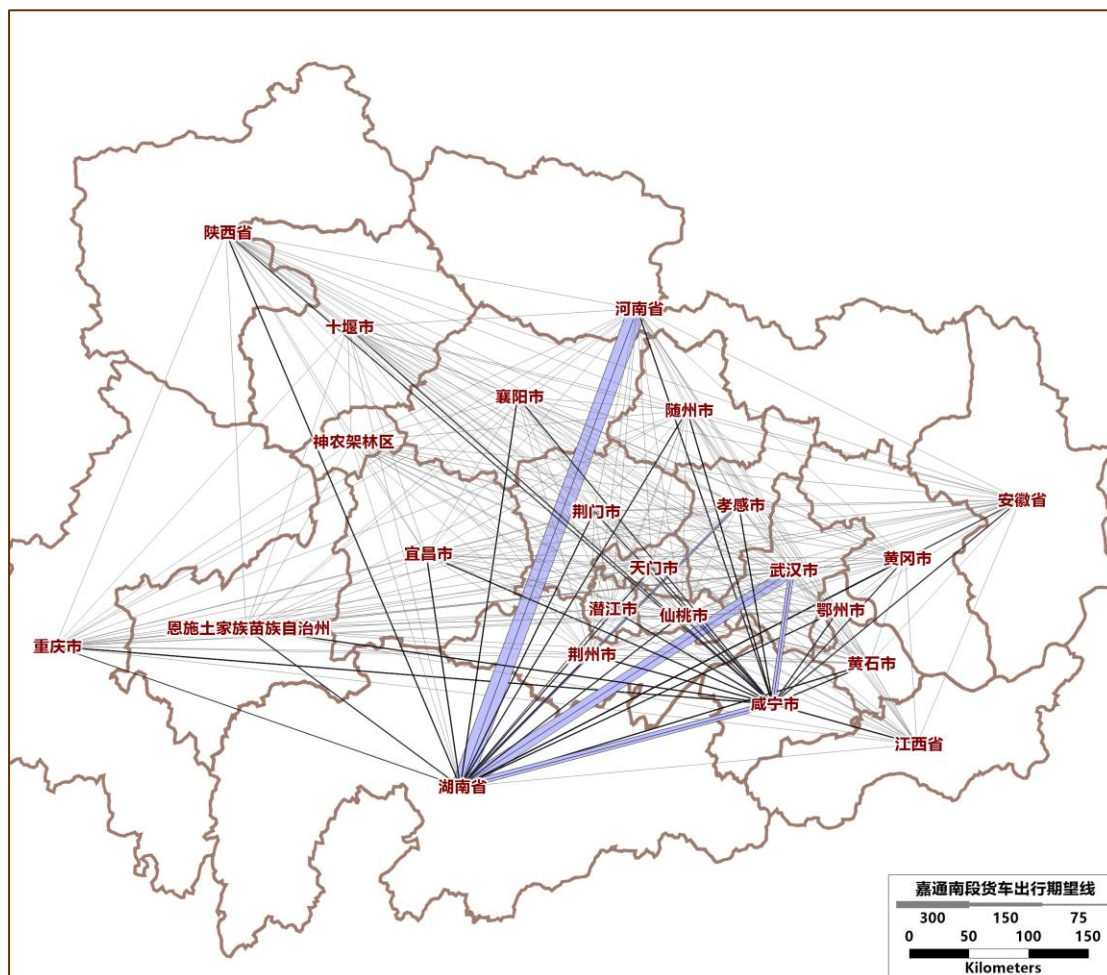 陕西省
河南省
十堰市
襄阳市
随州市
神农架林区
安徽省
孝感市
荆门市
宜昌市
黄冈市
天门市
武汉市
潜江市
仙桃市
鄂州市
恩施土家族苗族自治州
重庆市
荆州市
黄石市
咸宁市
江西省
湖南省
嘉通南段货车出行期望线
300 150 75
0 50 100 150
Kilometers